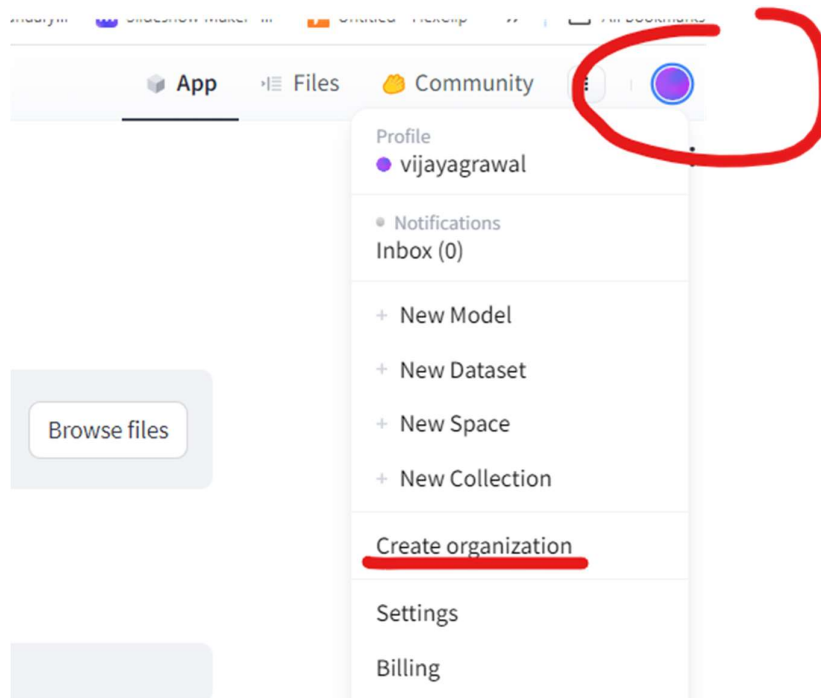 App Files Community
Profile
vijayagrawal
Notifications
Inbox (0)
+ New Model
+ New Dataset
+ New Space
+ New Collection
Browse files
Create organization
Settings
Billing